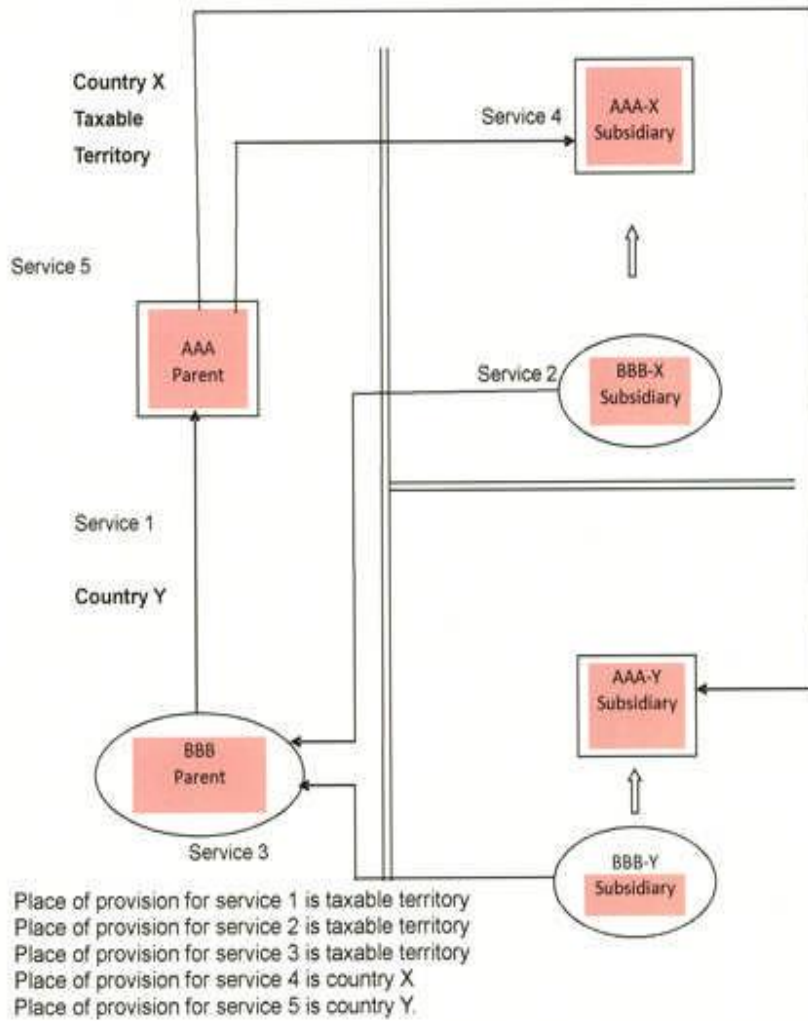 Country X
Taxable
Territory
Service 4
AAA-X
Subsidiary
Service 5
AAA
Parent
Service 2
BBB-X
Subsidiary
Service 1
Country Y
AAA-Y
Subsidiary
BBB
Parent
Service 3
BBB-Y
Subsidiary
Place of provision for service 1 is taxable territory
Place of provision for service 2 is taxable territory
Place of provision for service 3 is taxable territory
Place of provision for service 4 is country X
Place of provision for service 5 is country Y.